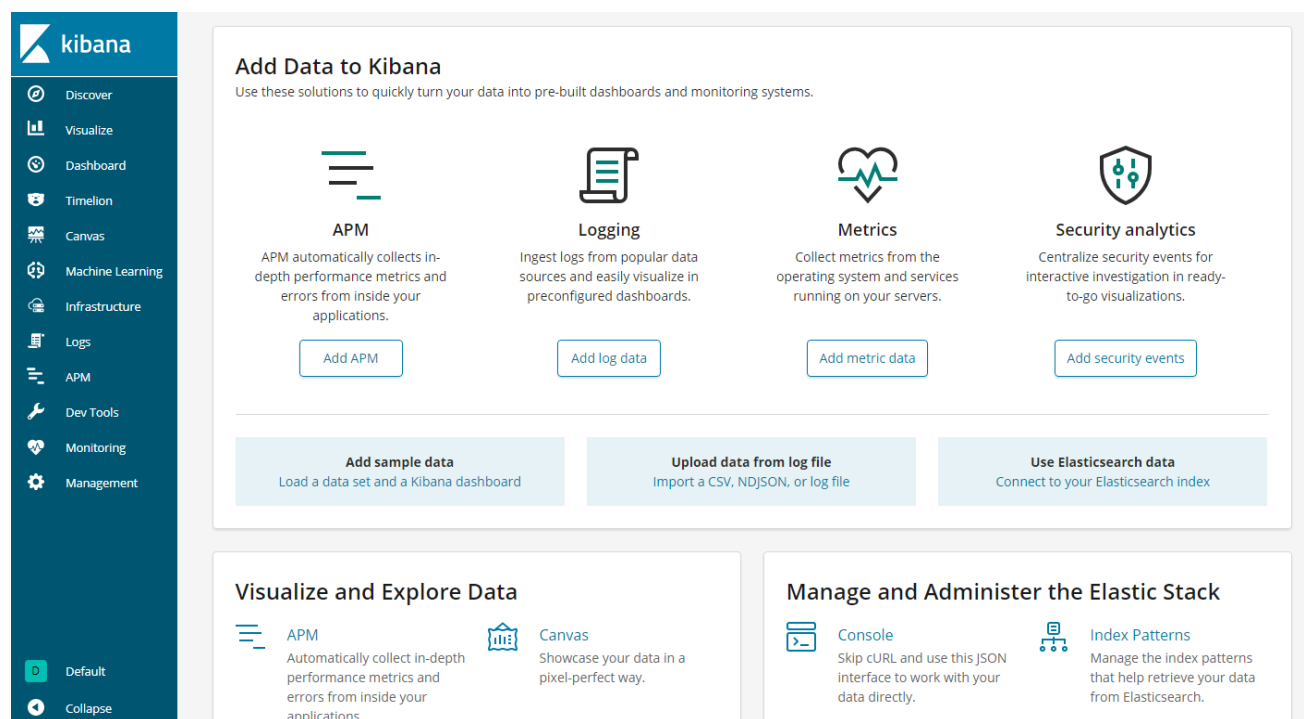 kibana
Discover
Visualize
Dashboard
Timelion
Canvas
Machine Learning
Infrastructure
Logs
APM
Dev Tools
Monitoring
Management
D Default
Collapse
Add Data to Kibana
Use these solutions to quickly turn your data into pre-built dashboards and monitoring systems.
APM
APM automatically collects in-
depth performance metrics and
errors from inside your
applications.
Add APM
Logging
Ingest logs from popular data
sources and easily visualize in
preconfigured dashboards.
Add log data
Metrics
Collect metrics from the
operating system and services
running on your servers.
Add metric data
Security analytics
Centralize security events for
interactive investigation in ready-
to-go visualizations.
Add security events
Add sample data
Load a data set and a Kibana dashboard
Upload data from log file
Import a CSV, NDJSON, or log file
Use Elasticsearch data
Connect to your Elasticsearch index
Visualize and Explore Data
APM
Automatically collect in-depth
performance metrics and
errors from inside your
applications
Canvas
Showcase your data in a
pixel-perfect way.
Manage and Administer the Elastic Stack
Console
Skip cURL and use this JSON
interface to work with your
data directly.
Index Patterns
Manage the index patterns
that help retrieve your data
from Elasticsearch.